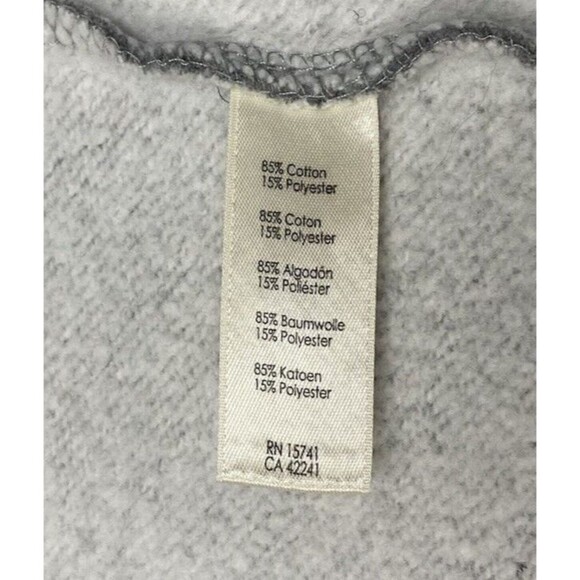 85% Cotton
15% Polyester
85% Coton
15% Polyester
85% Algodón
15% Poliéster
85% Baumwolle
15% Polyester
85% Katoen
15% Polyester
RN 15741
CA 42241